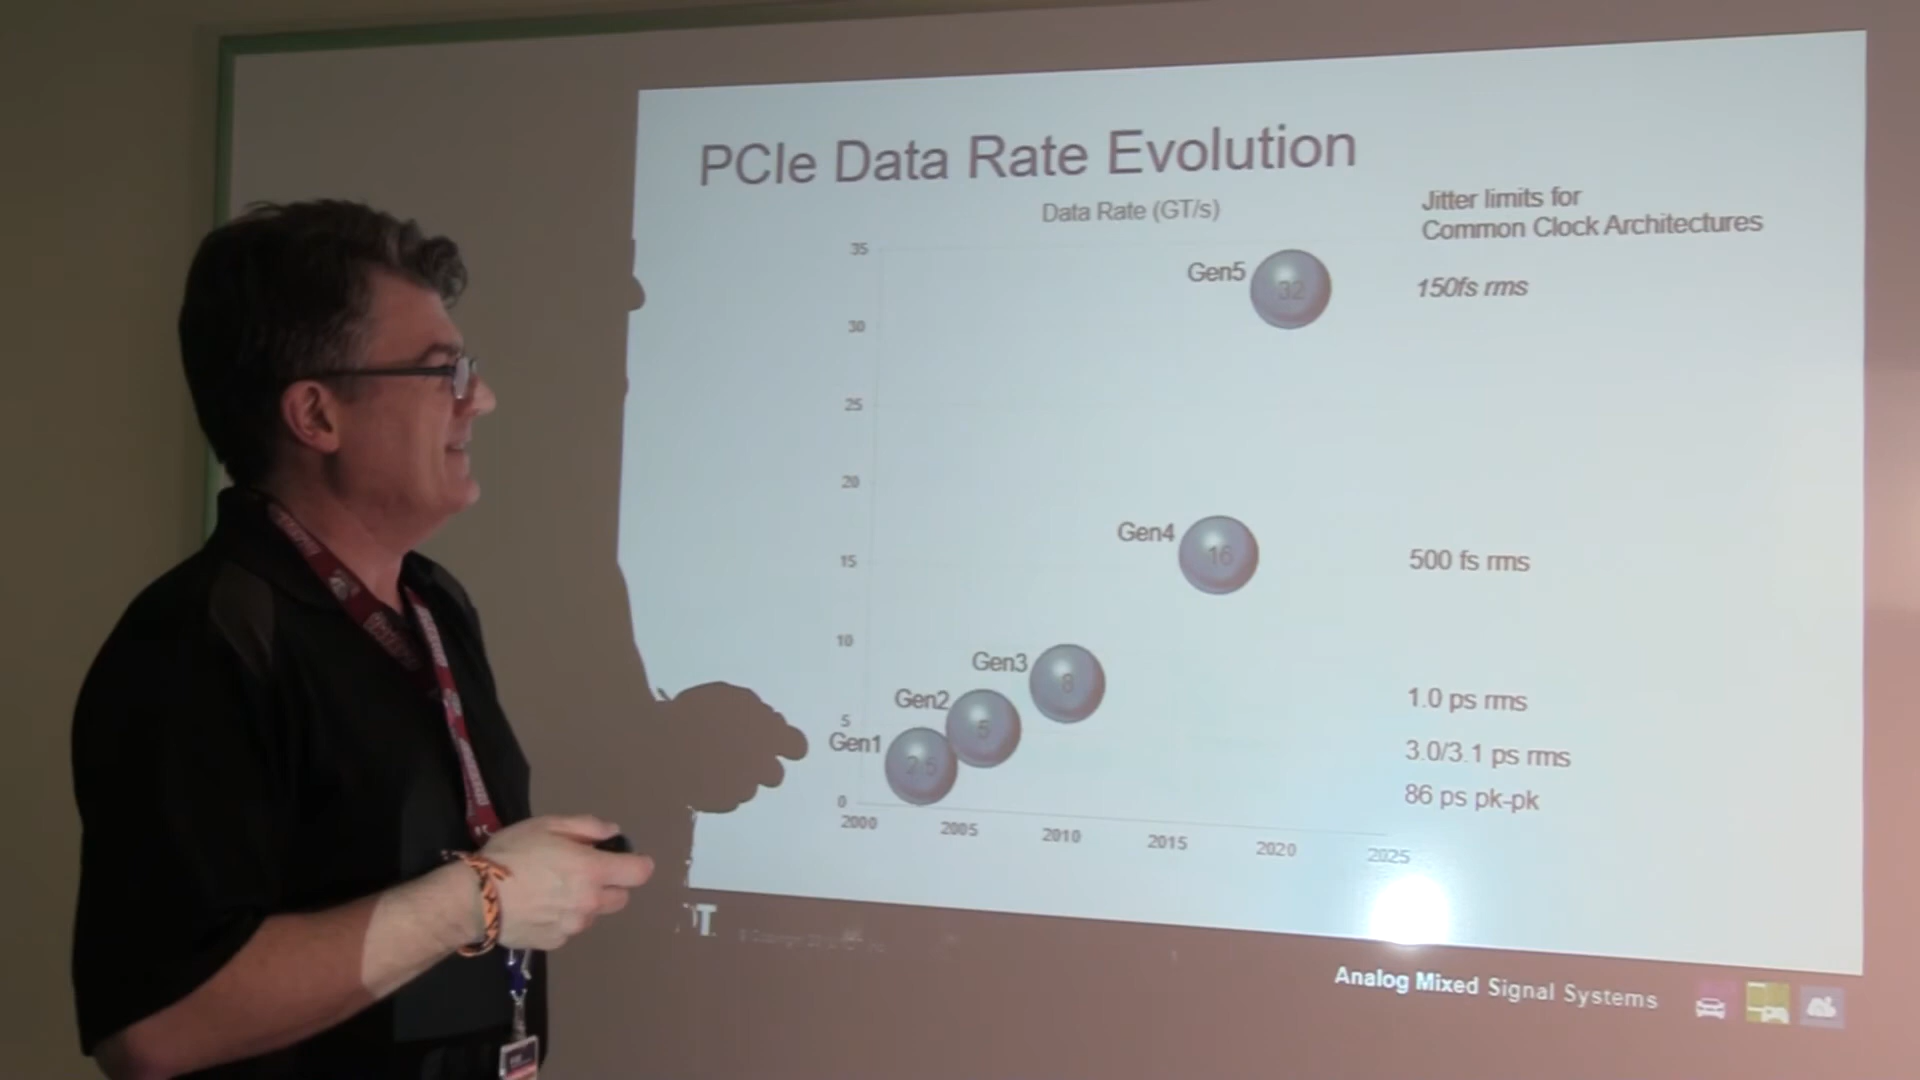 PCIe Data Rate Evolution
Data Rate (GT/s)
Jitter limits for
Common Clock Architectures
35
Gen5
32
150fs rms
30
25
20
Gen4
16
500 fs rms
15
10
Gen3
8
1.0 ps rms
Gen2
5
5
3.0/3.1 ps rms
Gen1
2.5
86 ps pk-pk
0
2000
2005
2010
2015
2020
2025
Analog Mixed Signal Systems